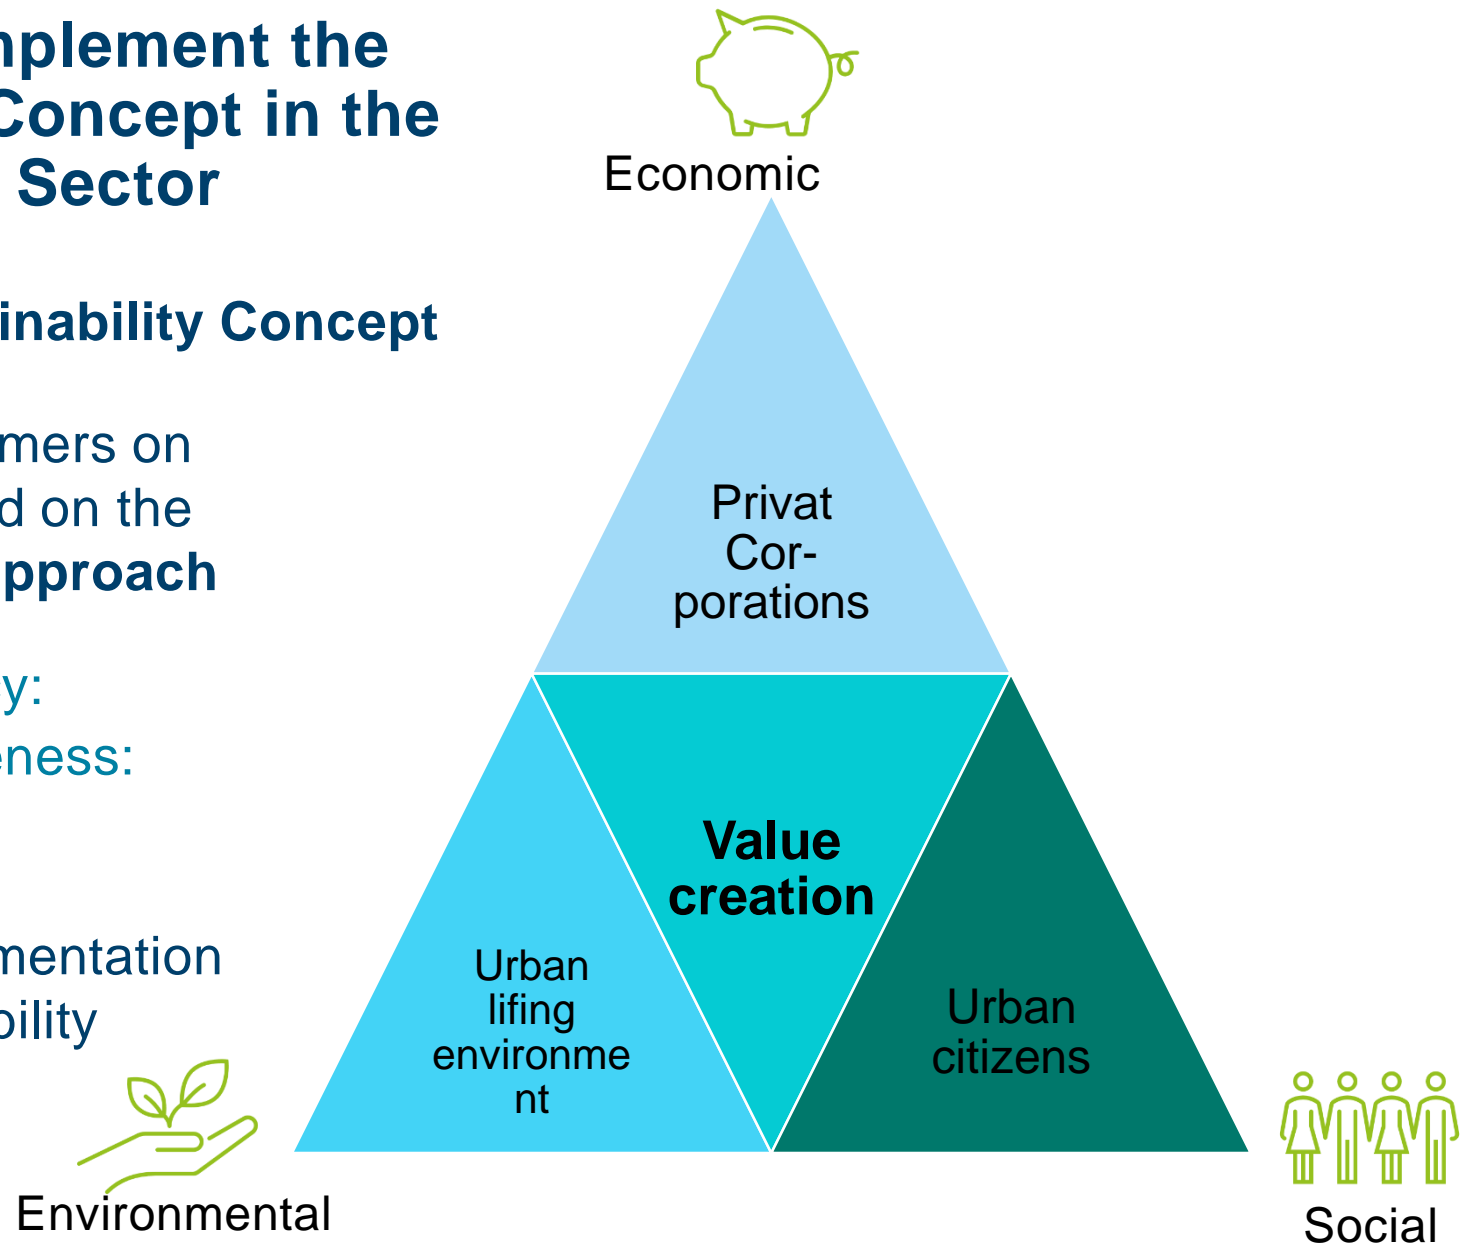 mplement the
Concept in the
Sector
inability Concept
mers on
d on the
pproach
y:
eness:
mentation
bility
Economic
Privat
Cor-
porations
Value
creation
Urban
lifing
environme
nt
Urban
citizens
Environmental
Social